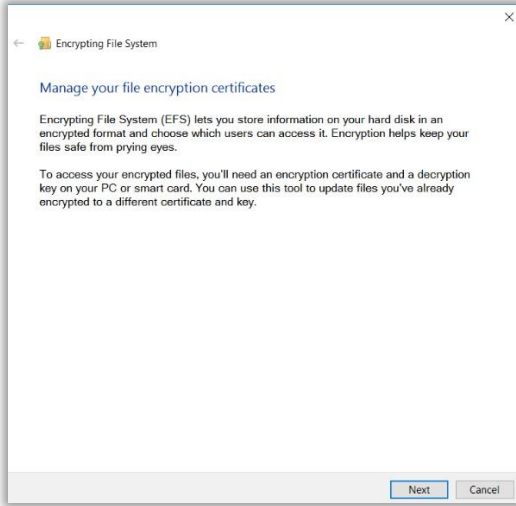 Encrypting File System
Manage your file encryption certificates
Encrypting File System (EFS) lets you store information on your hard disk in an
encrypted format and choose which users can access it. Encryption helps keep your
files safe from prying eyes.
To access your encrypted files, you'll need an encryption certificate and a decryption
key on your PC or smart card. You can use this tool to update files you've already
encrypted to a different certificate and key.
Next Cancel